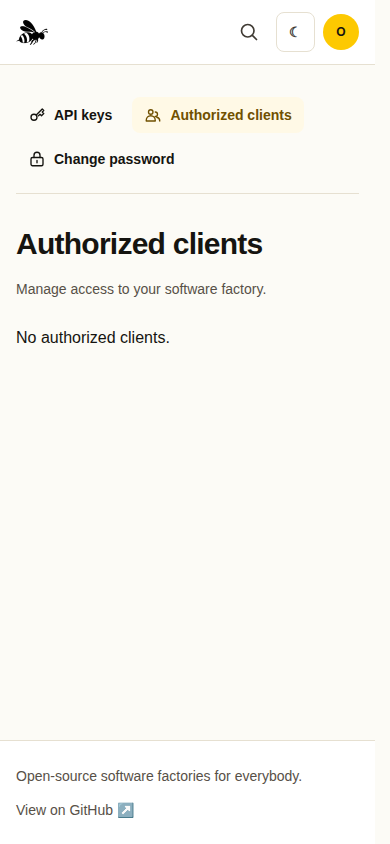 O
API keys
Authorized clients
Change password
Authorized clients
Manage access to your software factory.
No authorized clients.
Open-source software factories for everybody.
View on GitHub ↗️